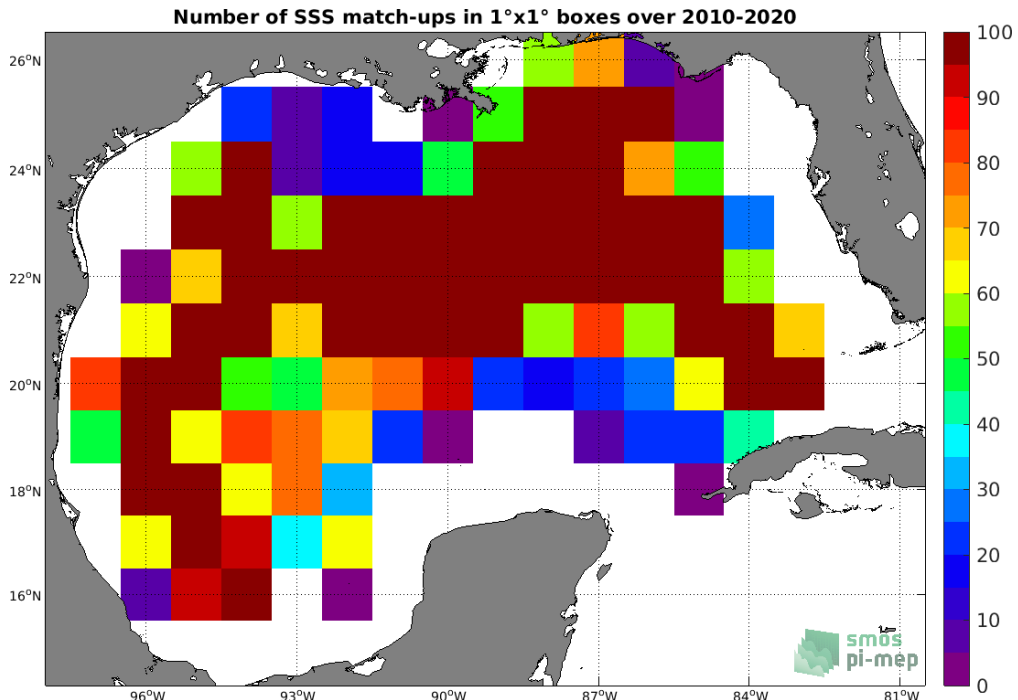 Number of SSS match-ups in 1°x1° boxes over 2010-2020
26°N
24°N
22°N
20°N
18°N
16°N
96°W
93°W
90°W
87°W
84°W
81°W
100
90
80
70
60
50
40
30
20
10
0
smos
pi-mep